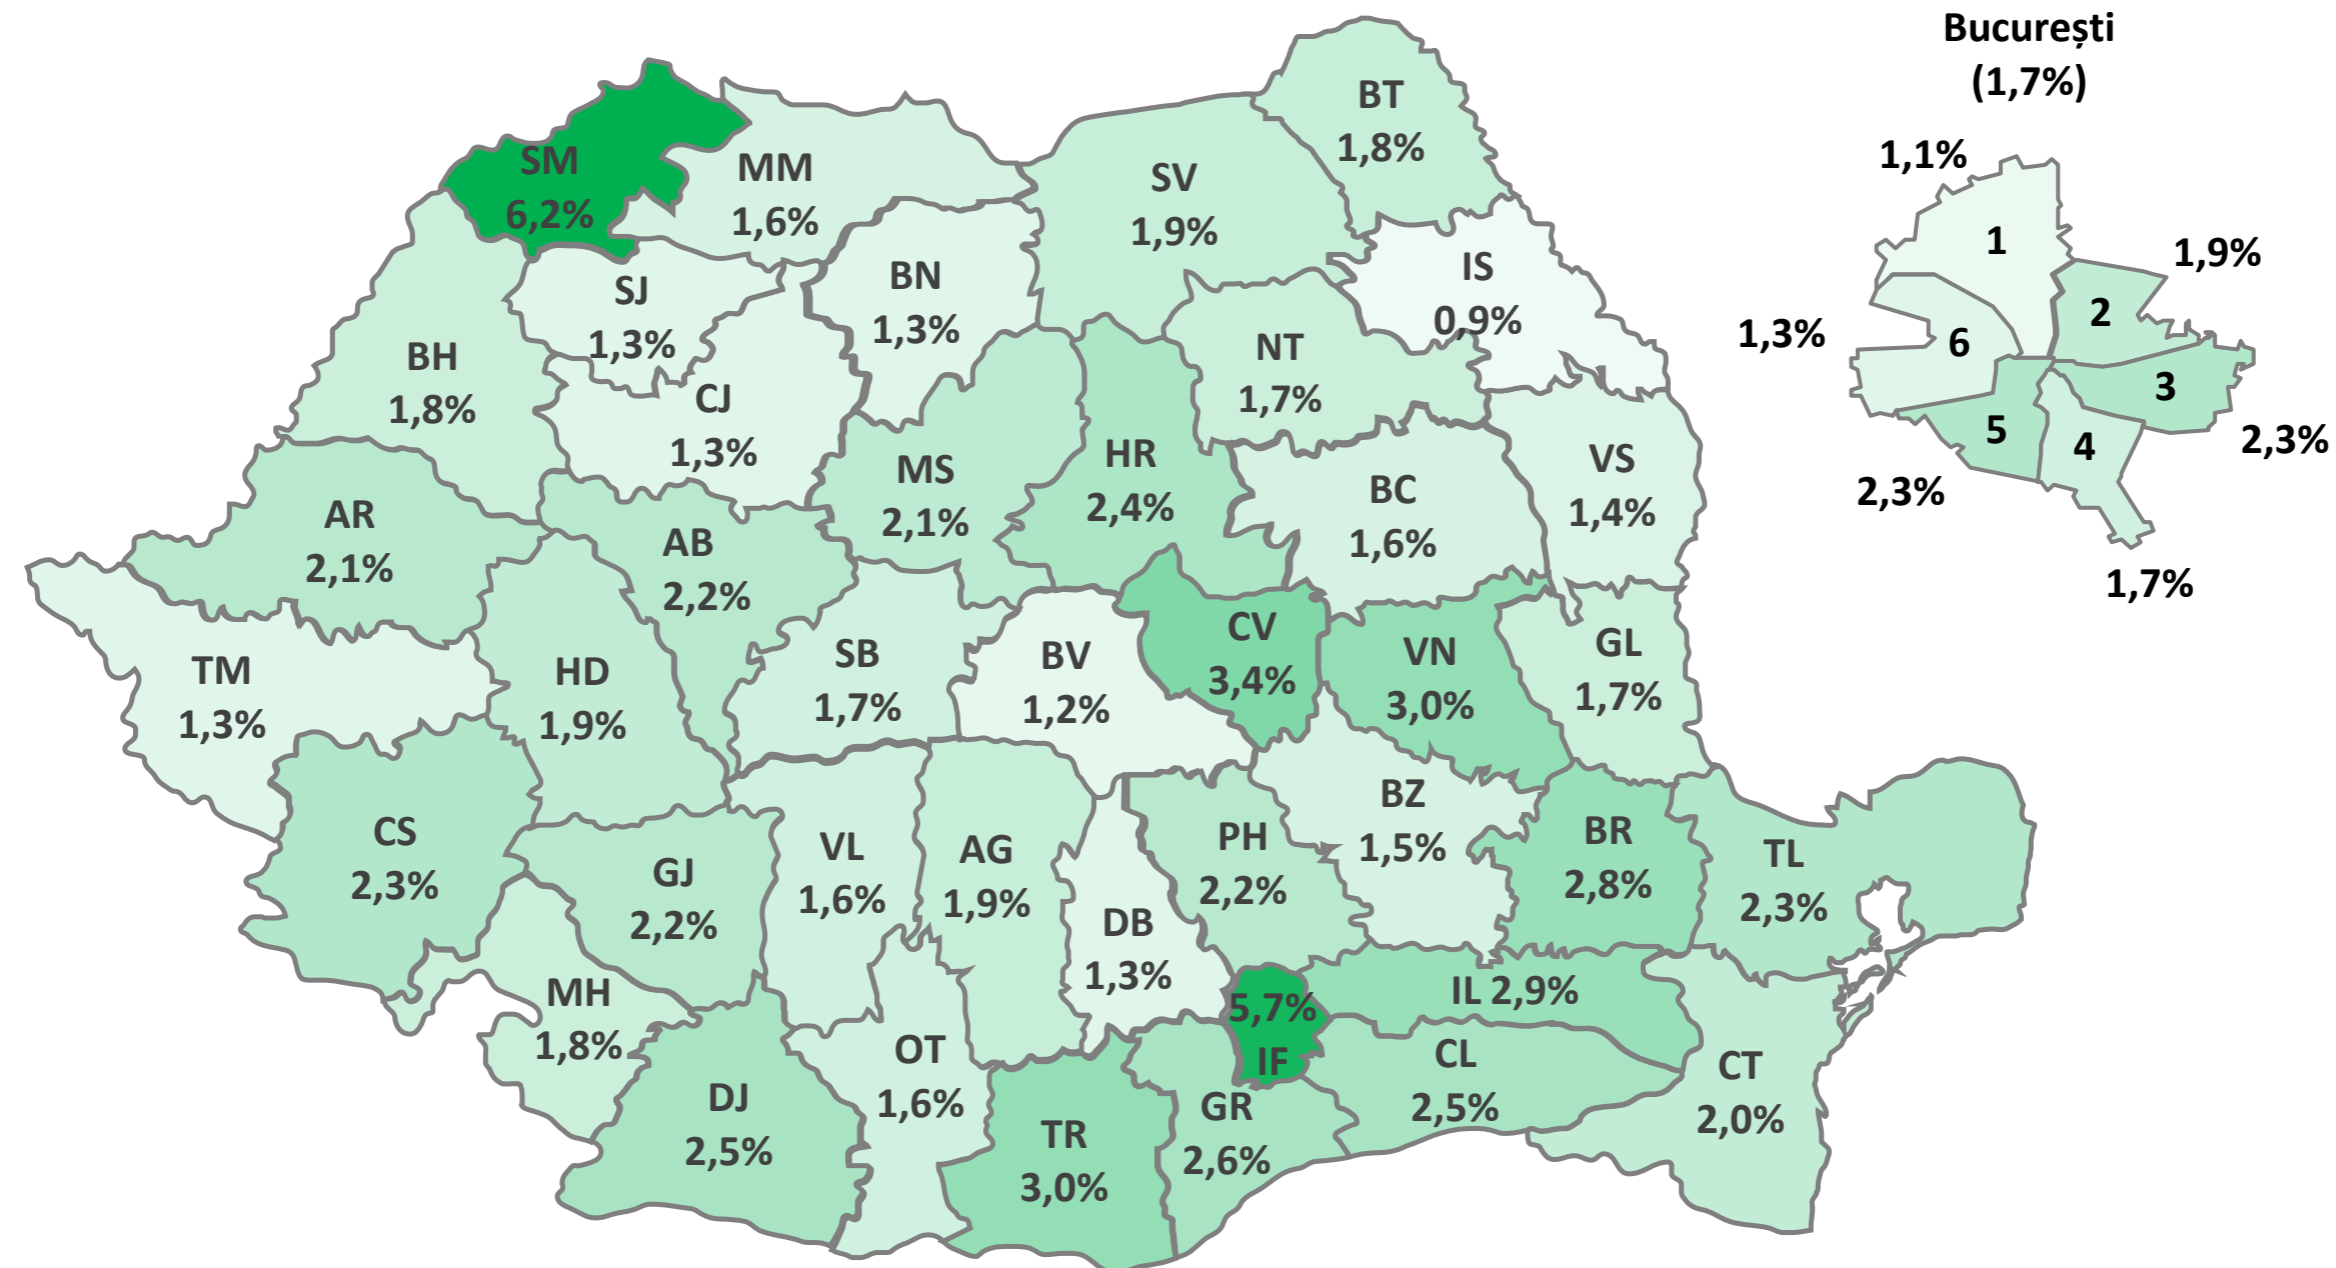 București
(1,7%)
1,1%
1
1,9%
2
1,3%
6
3
2,3%
5
4
2,3%
1,7%
BT
1,8%
SM
6,2%
MM
1,6%
SV
1,9%
IS
0,9%
BN
1,3%
SJ
1,3%
NT
1,7%
BH
1,8%
CJ
1,3%
HR
2,4%
MS
2,1%
VS
1,4%
BC
1,6%
AR
2,1%
AB
2,2%
CV
3,4%
VN
3,0%
GL
1,7%
TM
1,3%
HD
1,9%
SB
1,7%
BV
1,2%
BZ
1,5%
CS
2,3%
GJ
2,2%
VL
1,6%
AG
1,9%
PH
2,2%
BR
2,8%
TL
2,3%
DB
1,3%
MH
1,8%
5,7%
IF
IL 2,9%
OT
1,6%
CL
2,5%
CT
2,0%
DJ
2,5%
TR
3,0%
GR
2,6%